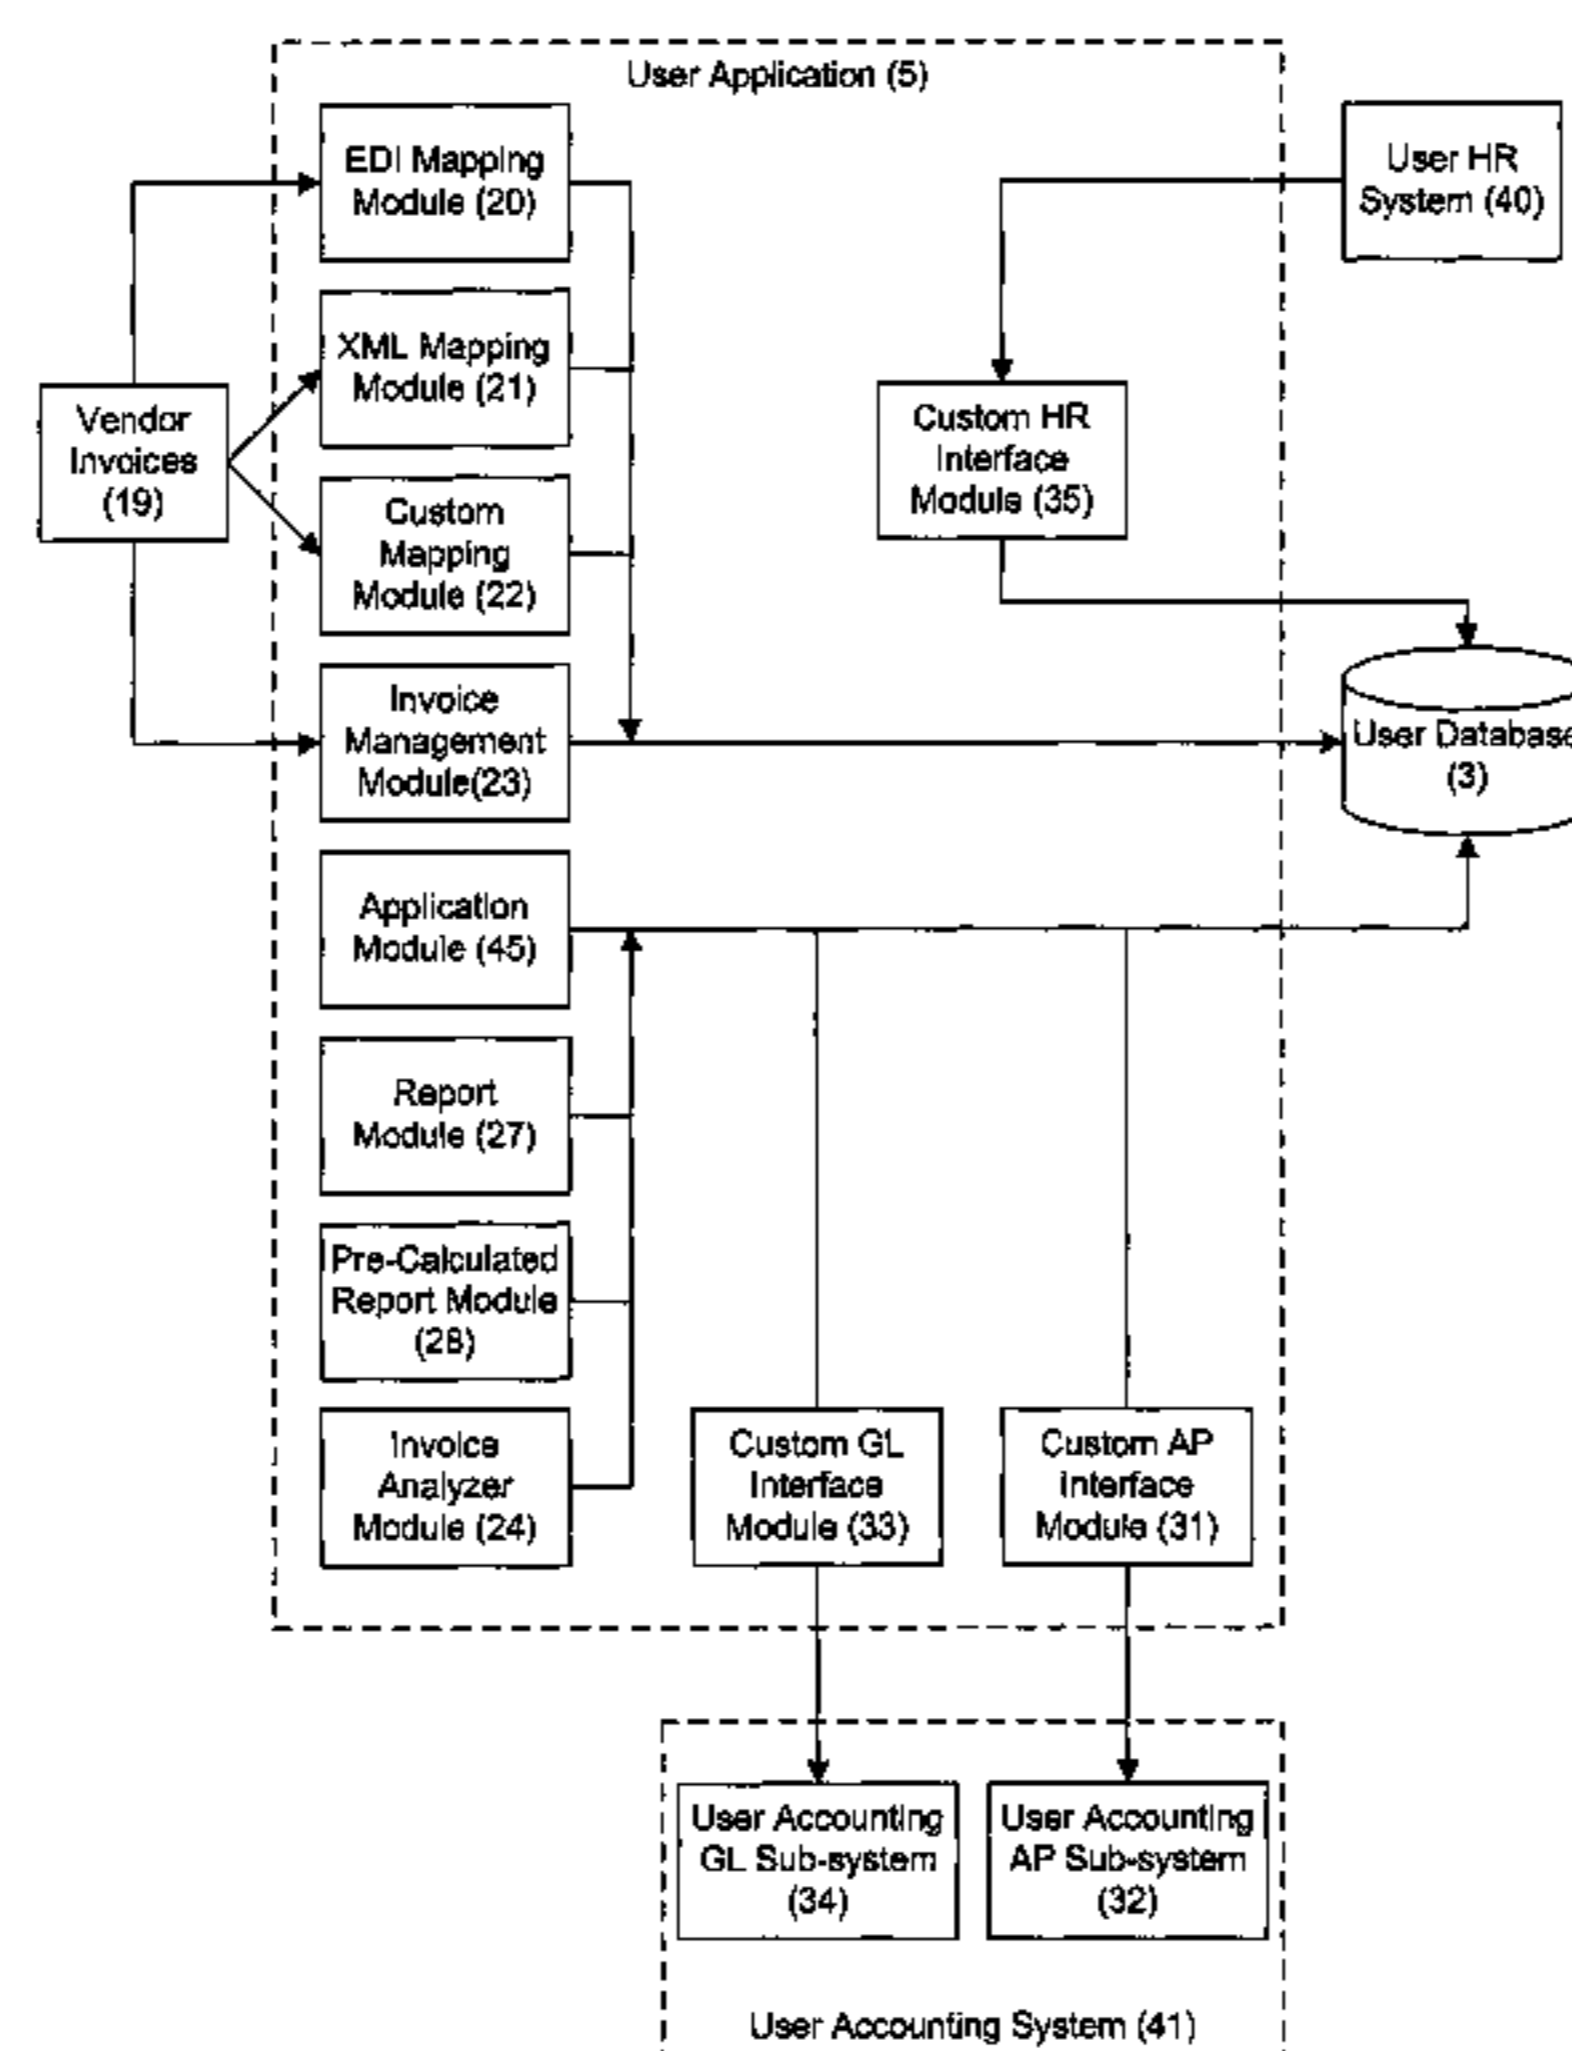 User Application (5)
EDI Mapping
Module (20)
User HR
System (40)
XML Mapping
Module (21)
Vendor
Invoices
(19)
Custom HR
Interface
Module (35)
Custom
Mapping
Module (22)
Invoice
Management
Module(23)
User Database
(3)
Application
Module (45)
Report
Module (27)
Pre-Calculated
Report Module
(28)
Invoice
Analyzer
Module (24)
Custom GL
Interface
Module (33)
Custom AP
Interface
Module (31)
User Accounting
GL Sub-system
(34)
User Accounting
AP Sub-system
(32)
User Accounting System (41)